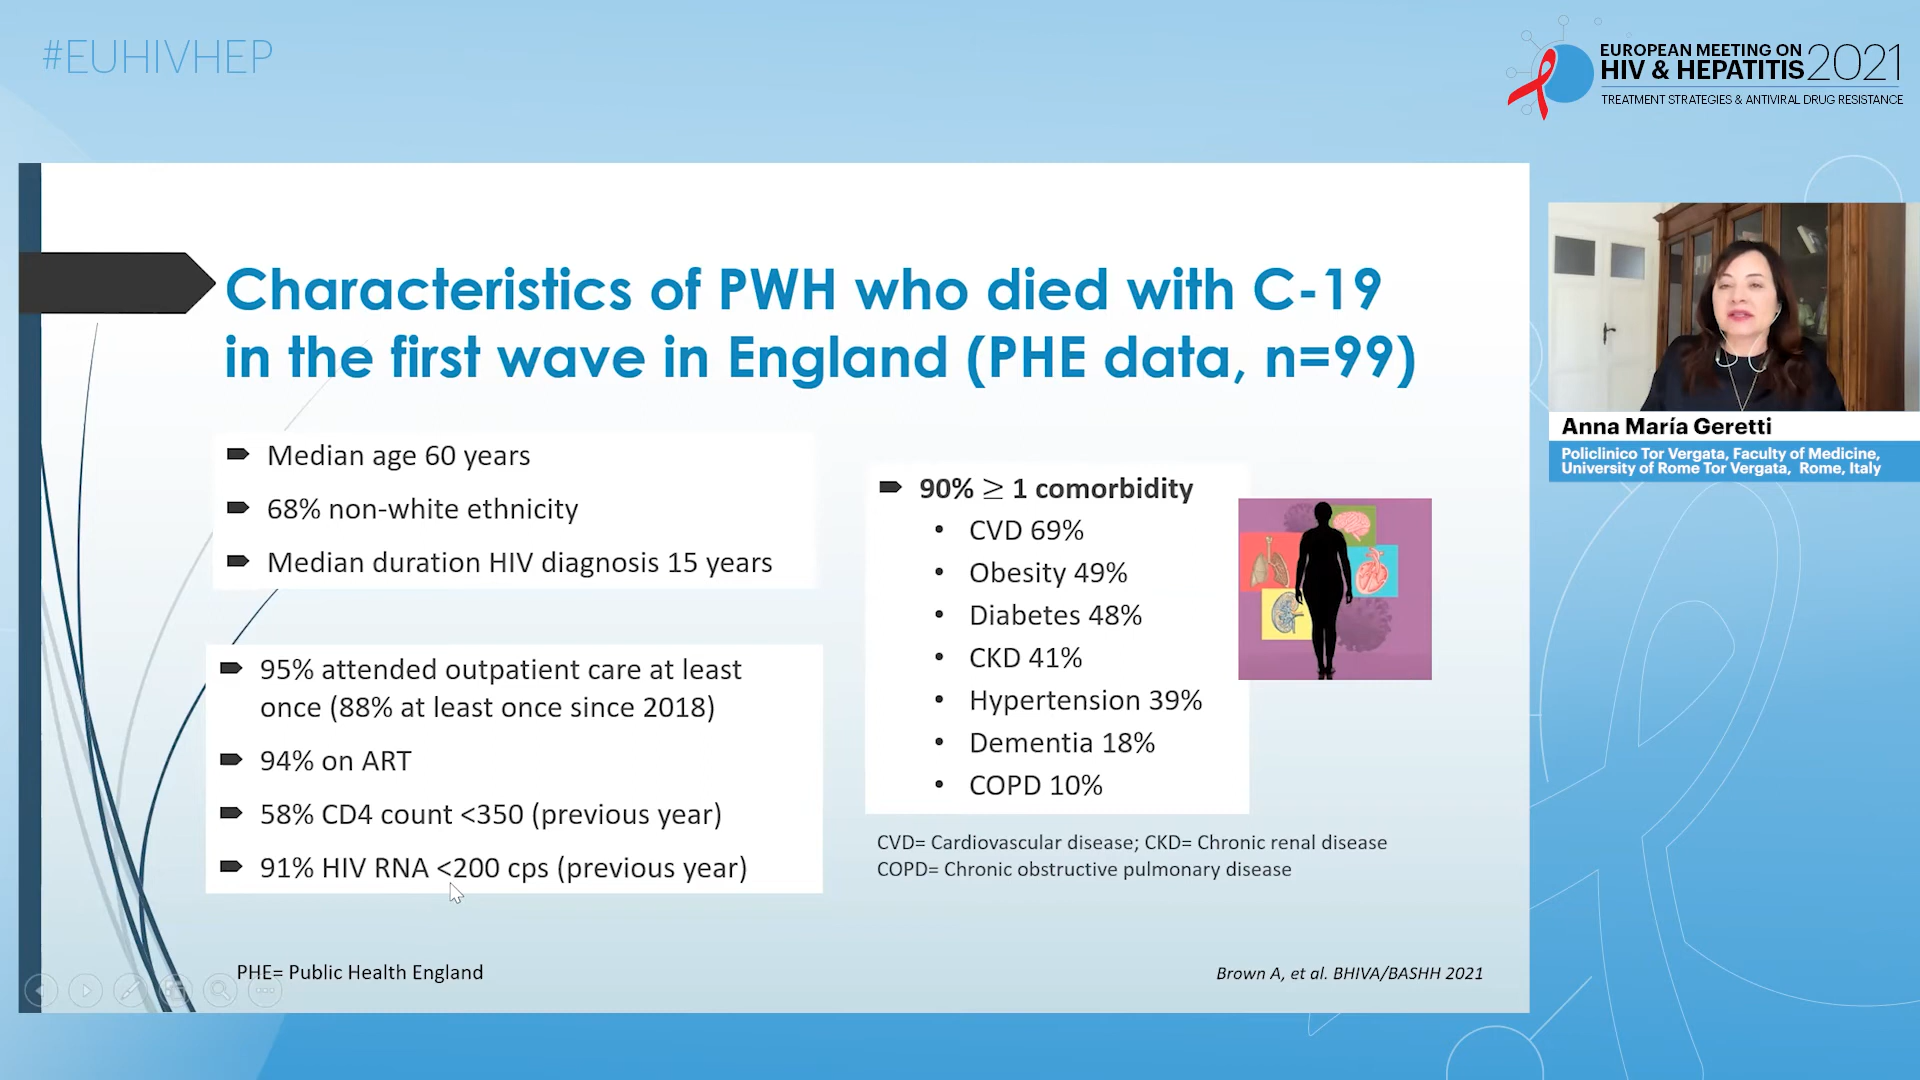 #EUHIVHEP
EUROPEAN MEETING ON
HIV & HEPATITIS 2021
TREATMENT STRATEGIES & ANTIVIRAL DRUG RESISTANCE
Characteristics of PWH who died with C-19
in the first wave in England (PHE data, n=99)
Median age 60 years
68% non-white ethnicity
Median duration HIV diagnosis 15 years
95% attended outpatient care at least
once (88% at least once since 2018)
94% on ART
58% CD4 count <350 (previous year)
91% HIV RNA <200 cps (previous year)
90% ≥ 1 comorbidity
• CVD 69%
• Obesity 49%
• Diabetes 48%
• CKD 41%
• Hypertension 39%
• Dementia 18%
• COPD 10%
CVD= Cardiovascular disease; CKD= Chronic renal disease
COPD= Chronic obstructive pulmonary disease
PHE= Public Health England
Brown A, et al. BHIVA/BASHH 2021
Anna María Geretti
Policlinico Tor Vergata, Faculty of Medicine,
University of Rome Tor Vergata, Rome, Italy